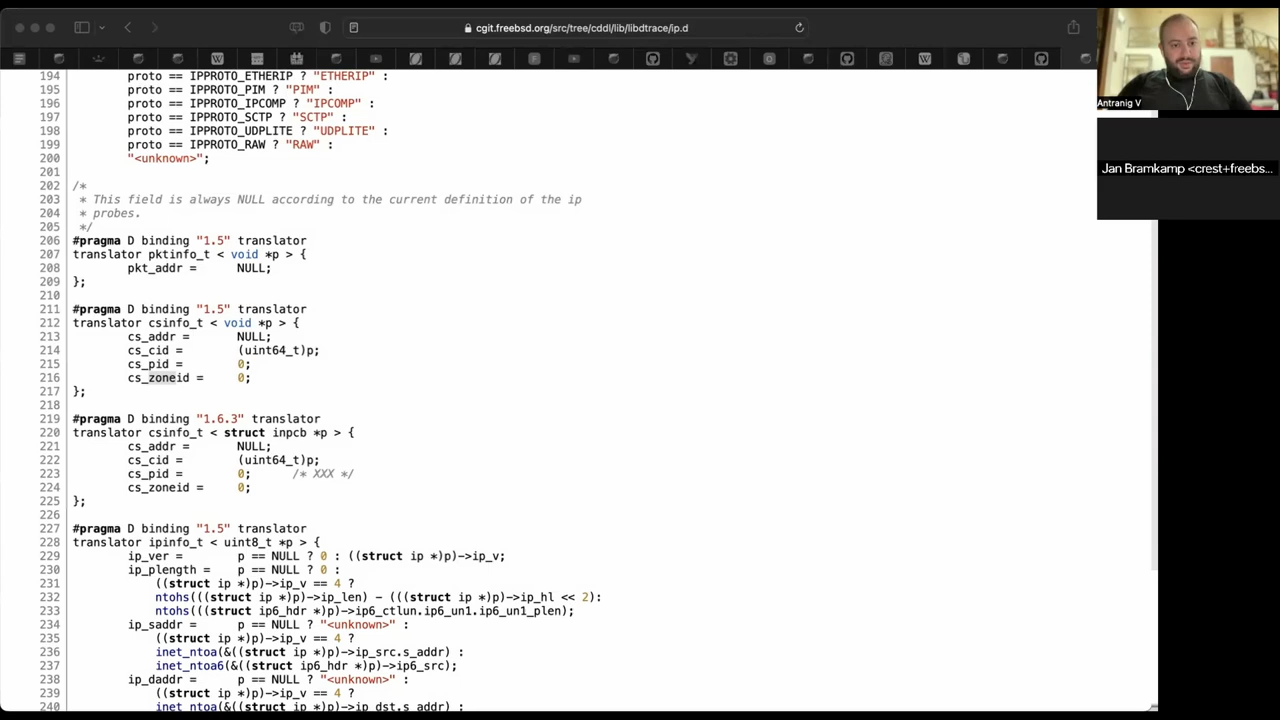 cgit.freebsd.org/src/tree/cddl/lib/libdtrace/ip.d
Antranig V
Jan Bramkamp <crest+freebs...
194 proto == IPPROTO_ETHERIP ? "ETHERIP" :
195 proto == IPPROTO_PIM ? "PIM" :
196 proto == IPPROTO_IPCOMP ? "IPCOMP" :
197 proto == IPPROTO_SCTP ? "SCTP" :
198 proto == IPPROTO_UDPLITE ? "UDPLITE" :
199 proto == IPPROTO_RAW ? "RAW" :
200 "<unknown>";
201
202 /*
203 * This field is always NULL according to the current definition of the ip
204 * probes.
205 */
206 #pragma D binding "1.5" translator
207 translator pktinfo_t < void *p > {
208 pkt_addr = NULL;
209 };
210
211 #pragma D binding "1.5" translator
212 translator csinfo_t < void *p > {
213 cs_addr = NULL;
214 cs_cid = (uint64_t)p;
215 cs_pid = 0;
216 cs_zoneid = 0;
217 };
218
219 #pragma D binding "1.6.3" translator
220 translator csinfo_t < struct inpcb *p > {
221 cs_addr = NULL;
222 cs_cid = (uint64_t)p;
223 cs_pid = 0; /* XXX */
224 cs_zoneid = 0;
225 };
226
227 #pragma D binding "1.5" translator
228 translator ipinfo_t < uint8_t *p > {
229 ip_ver = p == NULL ? 0 : ((struct ip *)p)->ip_v;
230 ip_plength = p == NULL ? 0 :
231 ((struct ip *)p)->ip_v == 4 ?
232 ntohs(((struct ip *)p)->ip_len) - (((struct ip *)p)->ip_hl << 2):
233 ntohs(((struct ip6_hdr *)p)->ip6_ctlun.ip6_un1.ip6_un1_plen);
234 ip_saddr = p == NULL ? "<unknown>" :
235 ((struct ip *)p)->ip_v == 4 ?
236 inet_ntoa(&((struct ip *)p)->ip_src.s_addr) :
237 inet_ntoa6(&((struct ip6_hdr *)p)->ip6_src);
238 ip_daddr = p == NULL ? "<unknown>" :
239 ((struct ip *)p)->ip_v == 4 ?
240 inet_ntoa(&((struct ip *)p)->ip_dst.s_addr) :